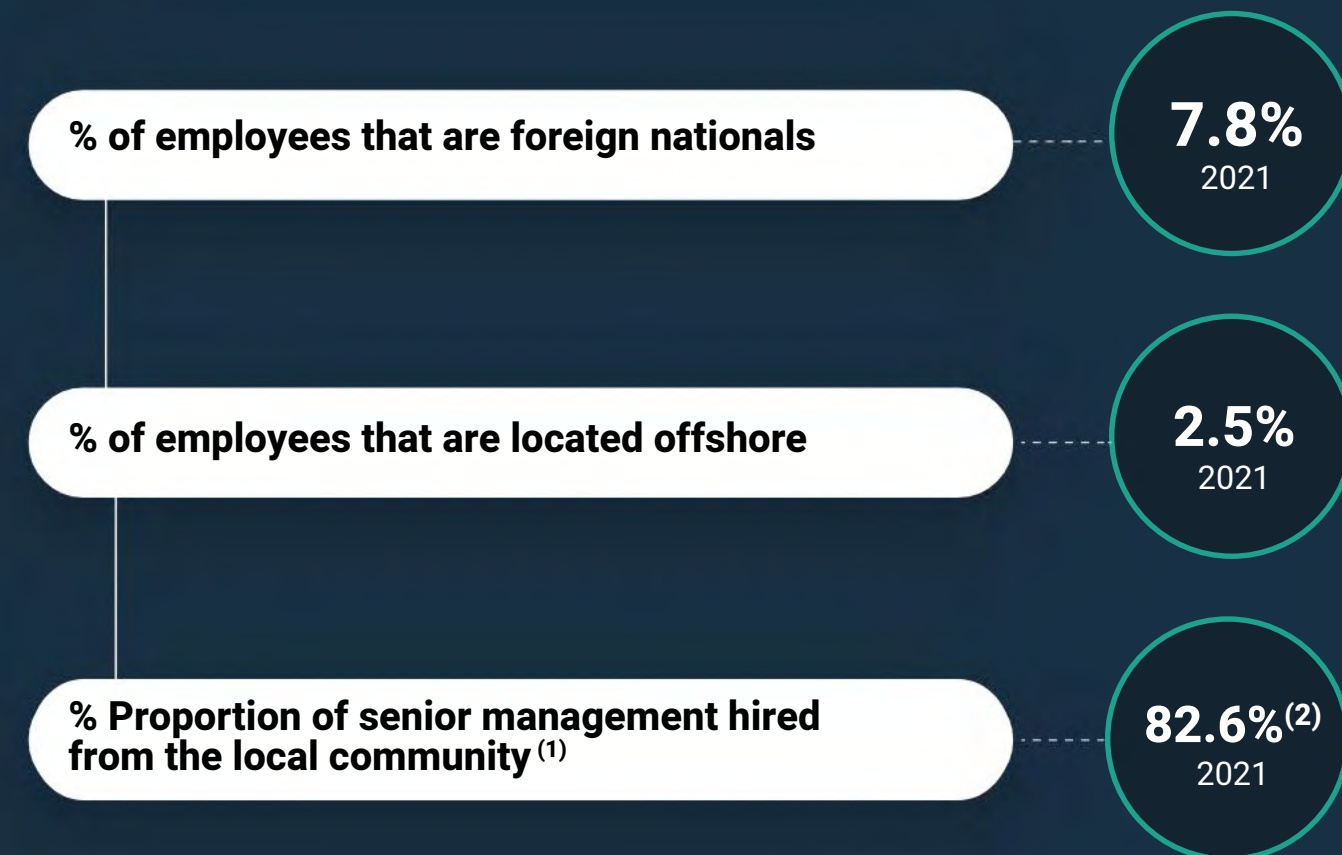 % of employees that are foreign nationals
7.8%
2021
% of employees that are located offshore
2.5%
2021
% Proportion of senior management hired
from the local community (1)
82.6%(2)
2021